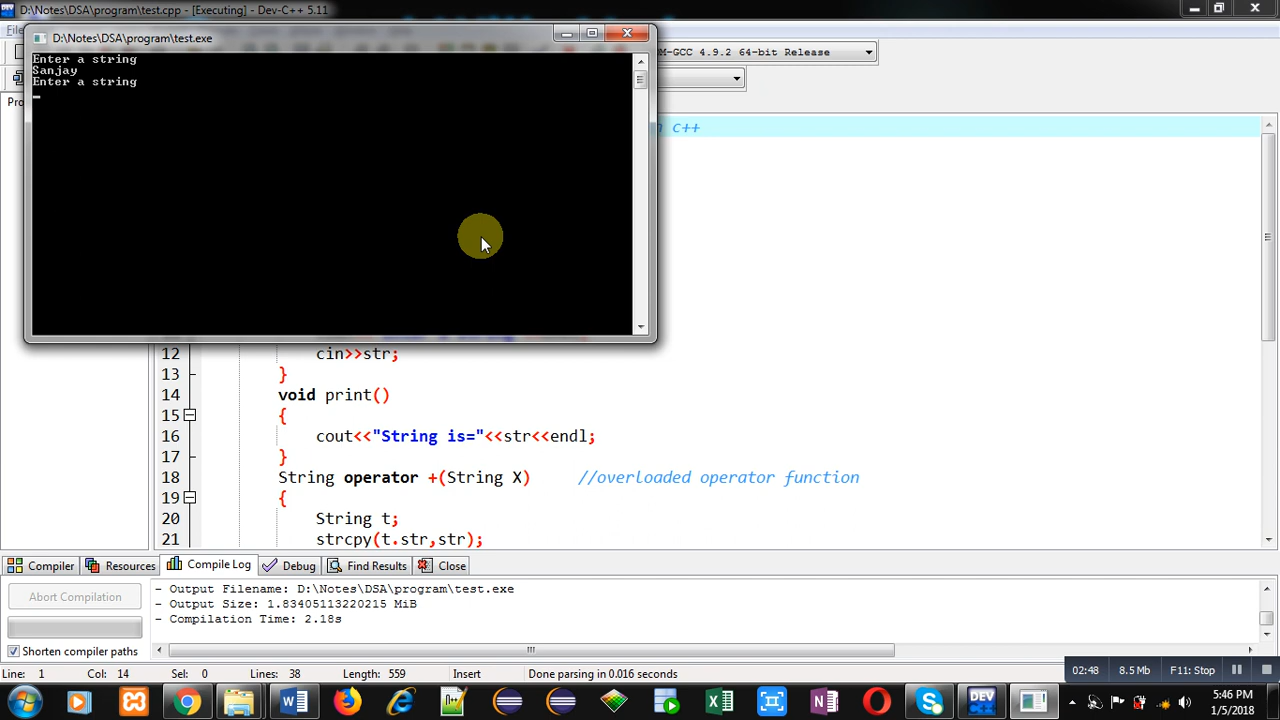 D:\Notes\DSA\program\test.cpp - [Executing] - Dev-C++ 5.11
D:\Notes\DSA\program\test.exe
Enter a string
Sanjay
Enter a string
M-GCC 4.9.2 64-bit Release
c++
12 cin>>str;
13 }
14 void print()
15 {
16 cout<<"String is="<<str<<endl;
17 }
18 String operator +(String X) //overloaded operator function
19 {
20 String t;
21 strcpy(t.str,str);
Compiler Resources Compile Log Debug Find Results Close
Abort Compilation
Shorten compiler paths
- Output Filename: D:\Notes\DSA\program\test.exe
- Output Size: 1.83405113220215 MiB
- Compilation Time: 2.18s
Line: 1 Col: 14 Sel: 0 Lines: 38 Length: 559 Insert Done parsing in 0.016 seconds
02:48 8.5 Mb F11: Stop
5:46 PM
1/5/2018